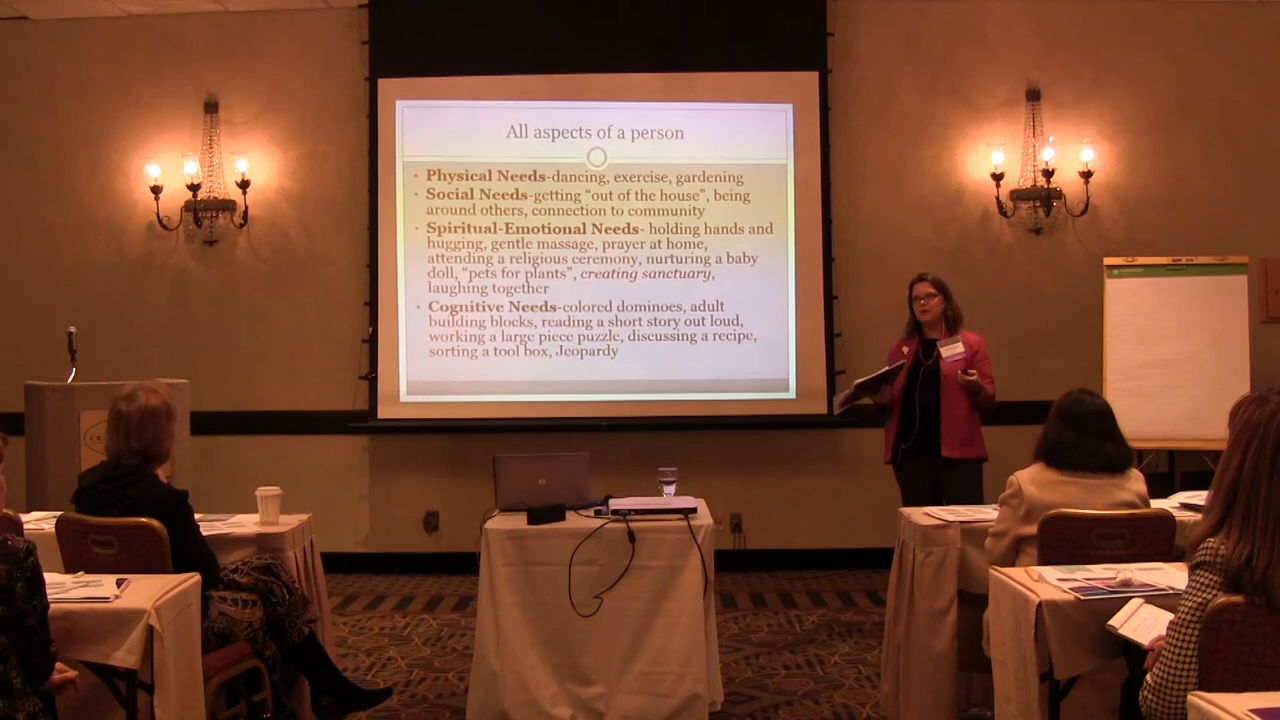 All aspects of a person
• Physical Needs-dancing, exercise, gardening
• Social Needs-getting “out of the house”, being
around others, connection to community
• Spiritual-Emotional Needs- holding hands and
hugging, gentle massage, prayer at home,
attending a religious ceremony, nurturing a baby
doll, “pets for plants”, creating sanctuary,
laughing together
• Cognitive Needs-colored dominoes, adult
building blocks, reading a short story out loud,
working a large piece puzzle, discussing a recipe,
sorting a tool box, Jeopardy